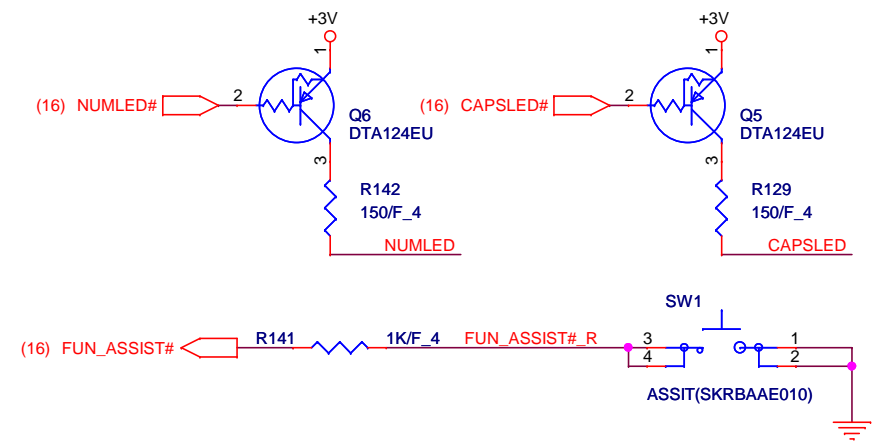 +3V
+3V
1
1
(16) NUMLED#
2
(16) CAPSLED#
2
Q6
DTA124EU
Q5
DTA124EU
3
3
R142
150/F_4
R129
150/F_4
NUMLED
CAPSLED
SW1
(16) FUN_ASSIST#
R141
1K/F_4
FUN_ASSIST#_R
3
4
1
2
ASSIT(SKRBAAE010)